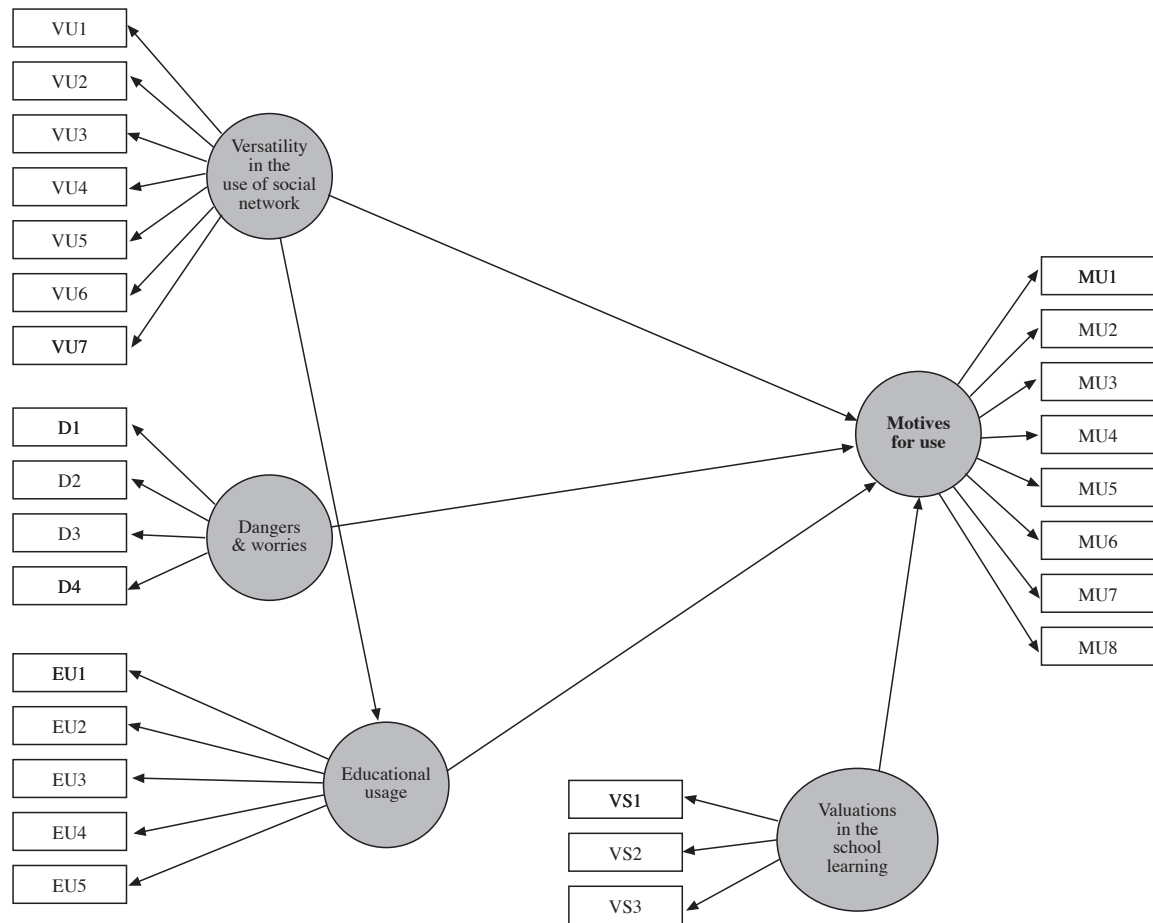 VU1
VU2
VU3
VU4
VU5
VU6
VU7
Versatility
in the
use of social
network
D1
D2
D3
D4
Dangers
& worries
EU1
EU2
EU3
EU4
EU5
Educational
usage
VS1
VS2
VS3
Valuations
in the
school
learning
Motives
for use
MU1
MU2
MU3
MU4
MU5
MU6
MU7
MU8